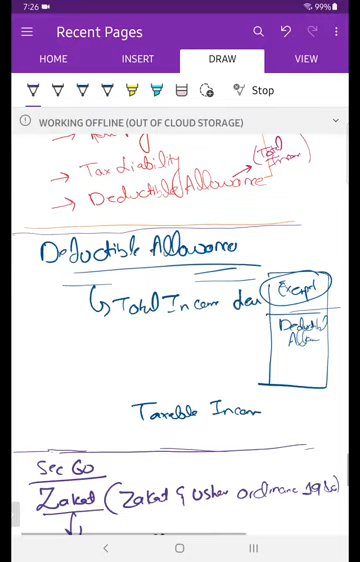 7:26
99%
Recent Pages
HOME INSERT DRAW VIEW
Stop
WORKING OFFLINE (OUT OF CLOUD STORAGE)
→ Tax Liability
→ Deductible Allowance → (Total Income
Deductible Allowance
↳ Total Income
Exempt
Deductible
Taxable Income
Sec 60
Zakat (Zakat & Usher ordinance 1980)